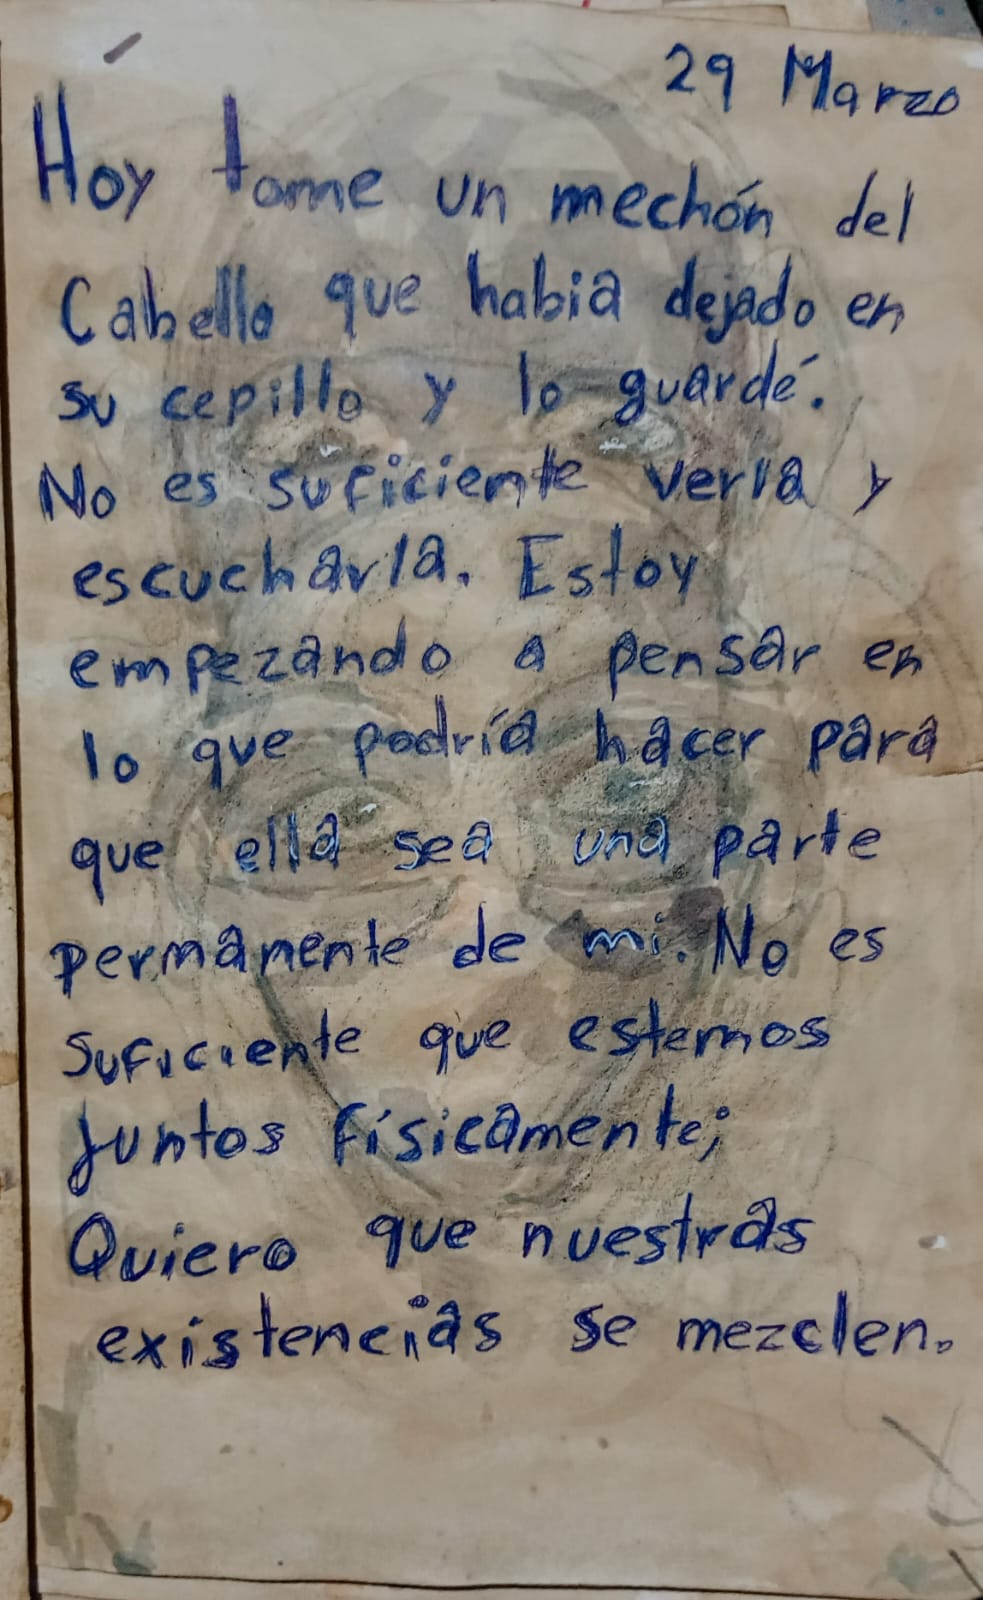 29 Marzo
Hoy tome un mechón del
Cabello que habia dejado en
su cepillo y lo guardé.
No es suficiente verla y
escucharla. Estoy
empezando a pensar en
lo que podría hacer para
que ella sea una parte
permanente de mi. No es
suficiente que estemos
juntos físicamente;
Quiero que nuestras
existencias se mezclen.